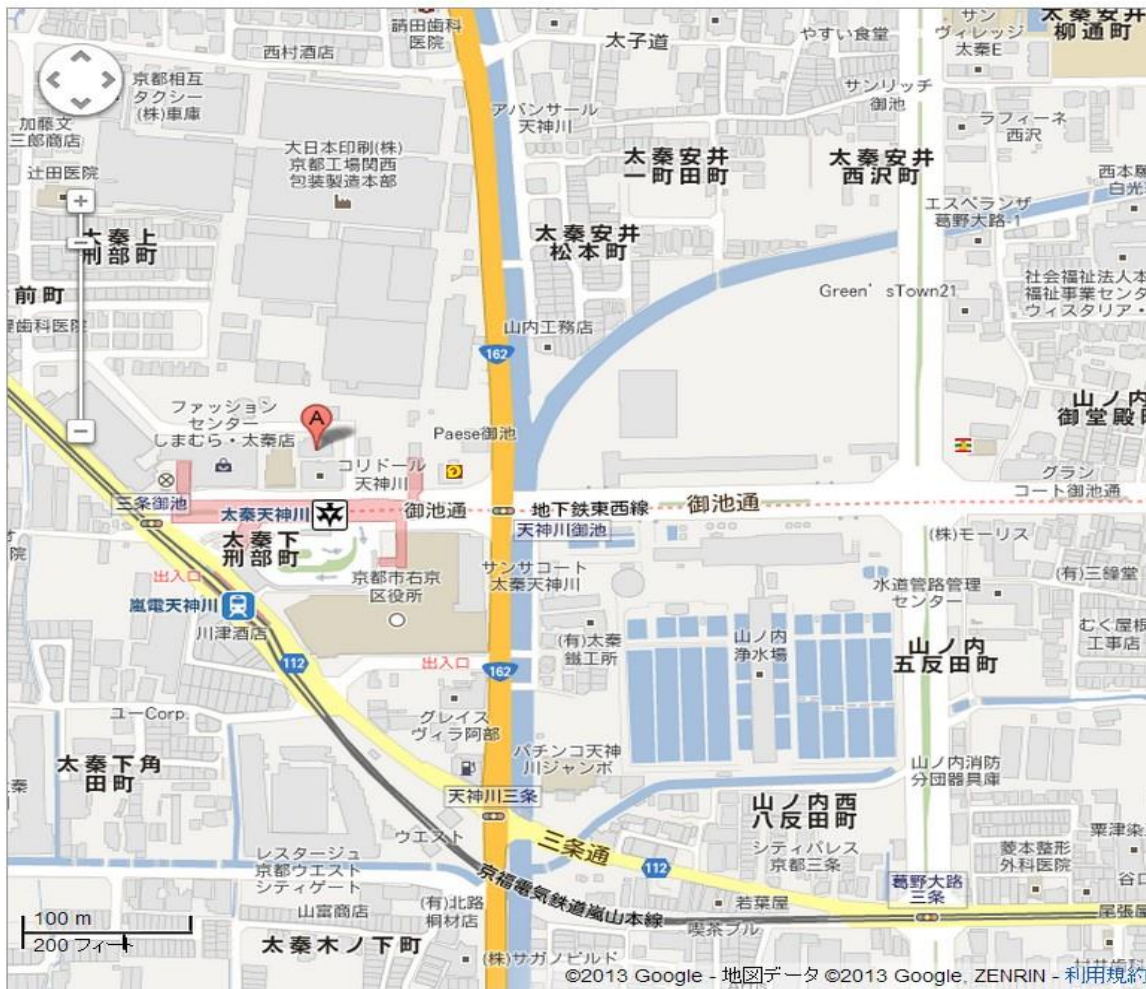 請田歯科
医院
太子道
やすい食堂
サン
ヴィレッジ
太秦E
太秦安井
柳通町
西村酒店
京都相互
タクシー
(株)車庫
サンリッチ
御池
アバンサール
天神川
ラフィーネ
西沢
加藤文
三郎商店
大日本印刷(株)
京都工場関西
包装製造本部
太秦安井
一町田町
太秦安井
西沢町
辻田医院
西本願
白光
エスペランザ
葛野大路-1
太秦上
刑部町
太秦安井
松本町
前町
Green'sTown21
社会福祉法人本
福祉事業センタ
ウィスタリア・
堤歯科医院
山内工務店
162
山ノ内
御堂殿町
ファッション
センター
しまむら・太秦店
A
Paese御池
コリドール
天神川
グラン
コート御池通
三条御池
太秦天神川
御池通
地下鉄東西線
御池通
天神川御池
太秦下
刑部町
(株)モーリス
出入口
京都市右京
区役所
サンサコート
太秦天神川
(有)三鐘堂
水道管路管理
センター
嵐電天神川
川津酒店
(有)太秦
鐵工所
山ノ内
浄水場
むく屋根
工事店
山ノ内
五反田町
112
出入口
162
ユーCorp.
グレイス
ヴィラ阿部
太秦下角
田町
パチンコ天神
川ジャンボ
山ノ内消防
分団器具庫
天神川三条
山ノ内西
八反田町
ウエスト
三条通
シティパレス
京都三条
粟津染
菱本整形
外科医院
レスタージュ
京都ウエスト
シティゲート
京福電気鉄道嵐山本線
112
葛野大路
三条
谷口
100 m
200 フィート
山富商店
(有)北路
桐材店
若葉屋
喫茶ブル
尾張屋
太秦木ノ下町
(株)サガノビルド
©2013 Google - 地図データ ©2013 Google, ZENRIN - 利用規約